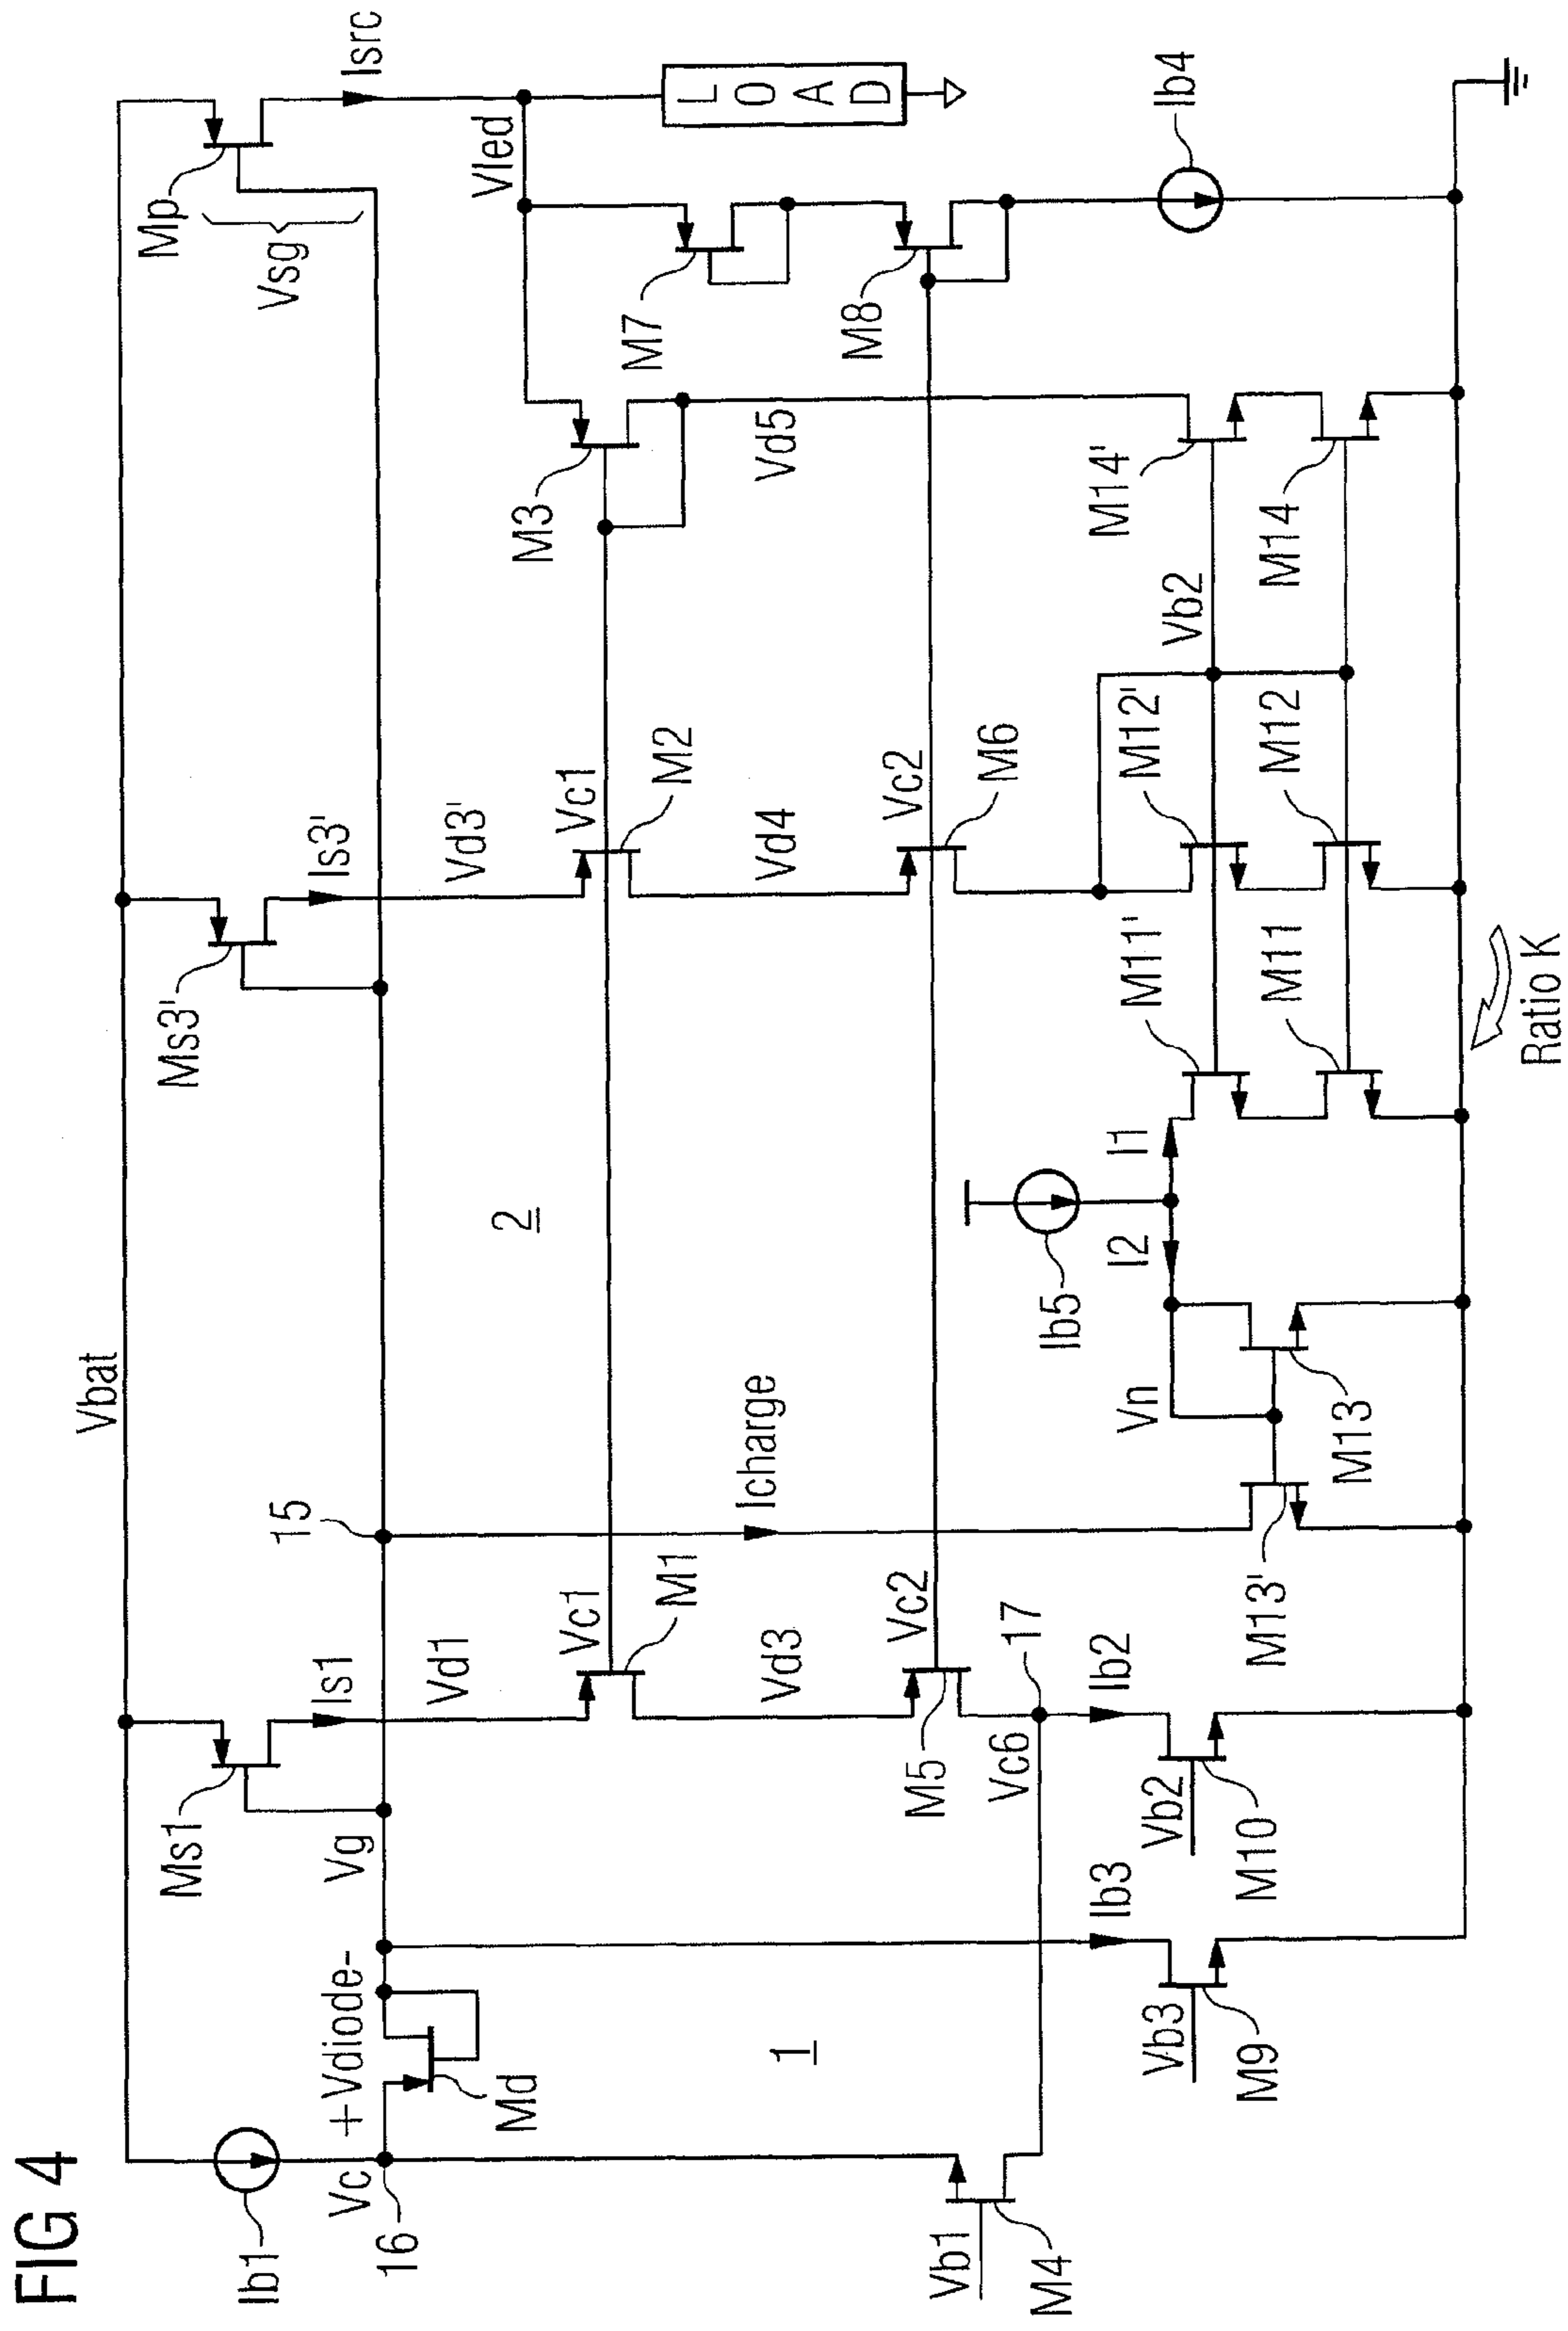 FIG 4
Vbat
Ib1
Vc
16
+Vdiode-
Md
Vg
Ms1
Is1
Vd1
15
Ms3'
Is3'
Vd3'
Mp
Vsg
Isrc
Vled
LOAD
1
2
Vc1
M1
Vd3
Vc1
M2
Vd4
M3
Vd5
M7
M8
Ib4
Icharge
Vc2
M5
Vc6
17
Vc2
M6
Vb1
M4
Ib3
Vb3
M9
Ib2
Vb2
M10
M13'
Vn
M13
Ib5
I2
I1
M11'
M11
M12'
M12
Vb2
M14'
M14
Ratio K